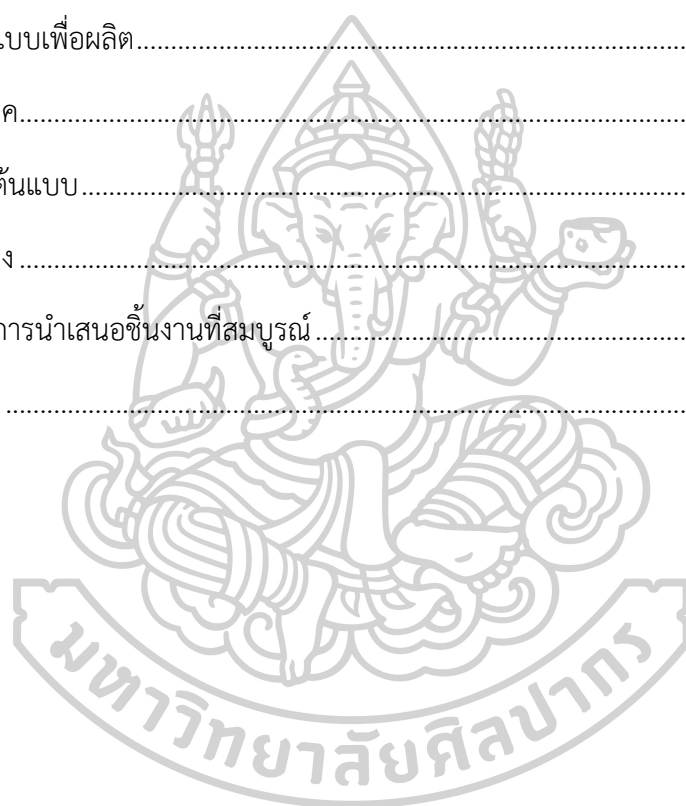 แบบเพื่อผลิต................................................................................
ค................................................................................
ต้นแบบ................................................................................
ง ................................................................................
การนำเสนอชิ้นงานที่สมบูรณ์ ................................................................................
................................................................................
มหาวิทยาลัยศิลปากร